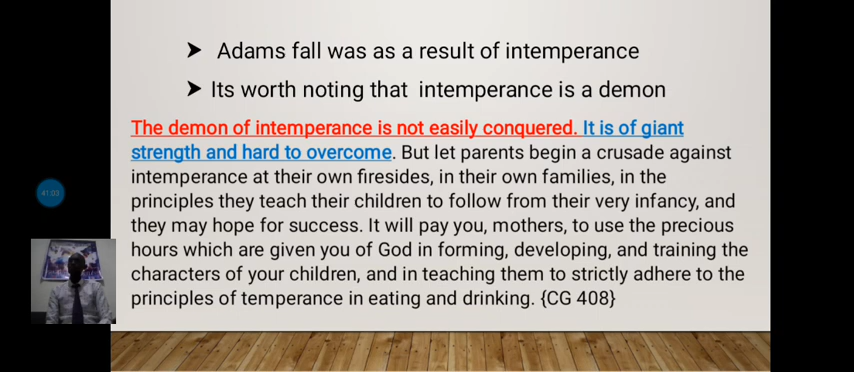 Adams fall was as a result of intemperance
Its worth noting that intemperance is a demon
The demon of intemperance is not easily conquered. It is of giant
strength and hard to overcome. But let parents begin a crusade against
intemperance at their own firesides, in their own families, in the
principles they teach their children to follow from their very infancy, and
they may hope for success. It will pay you, mothers, to use the precious
hours which are given you of God in forming, developing, and training the
characters of your children, and in teaching them to strictly adhere to the
principles of temperance in eating and drinking. {CG 408}
41:03